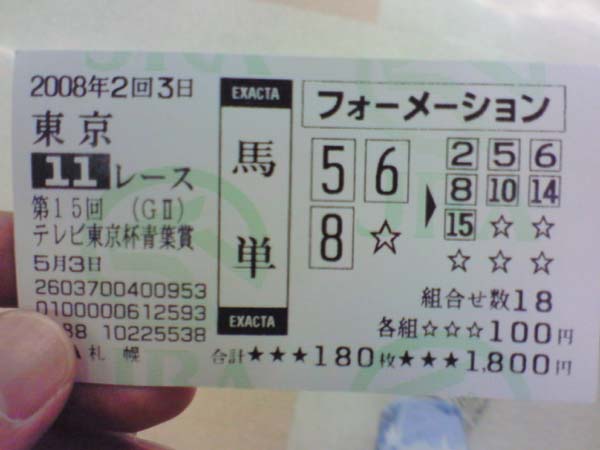 2008年2回3日
東京
11レース
第15回 (GⅡ)
テレビ東京杯青葉賞
5月3日
2603700400953
0100000612593
88 10225538
札幌
EXACTA
馬単
EXACTA
フォーメーション
5 6
8 ☆
▶
2 5 6
8 10 14
15 ☆ ☆
☆ ☆ ☆
組合せ数18
各組☆☆☆100円
合計★★★180枚★★★1,800円
JRA